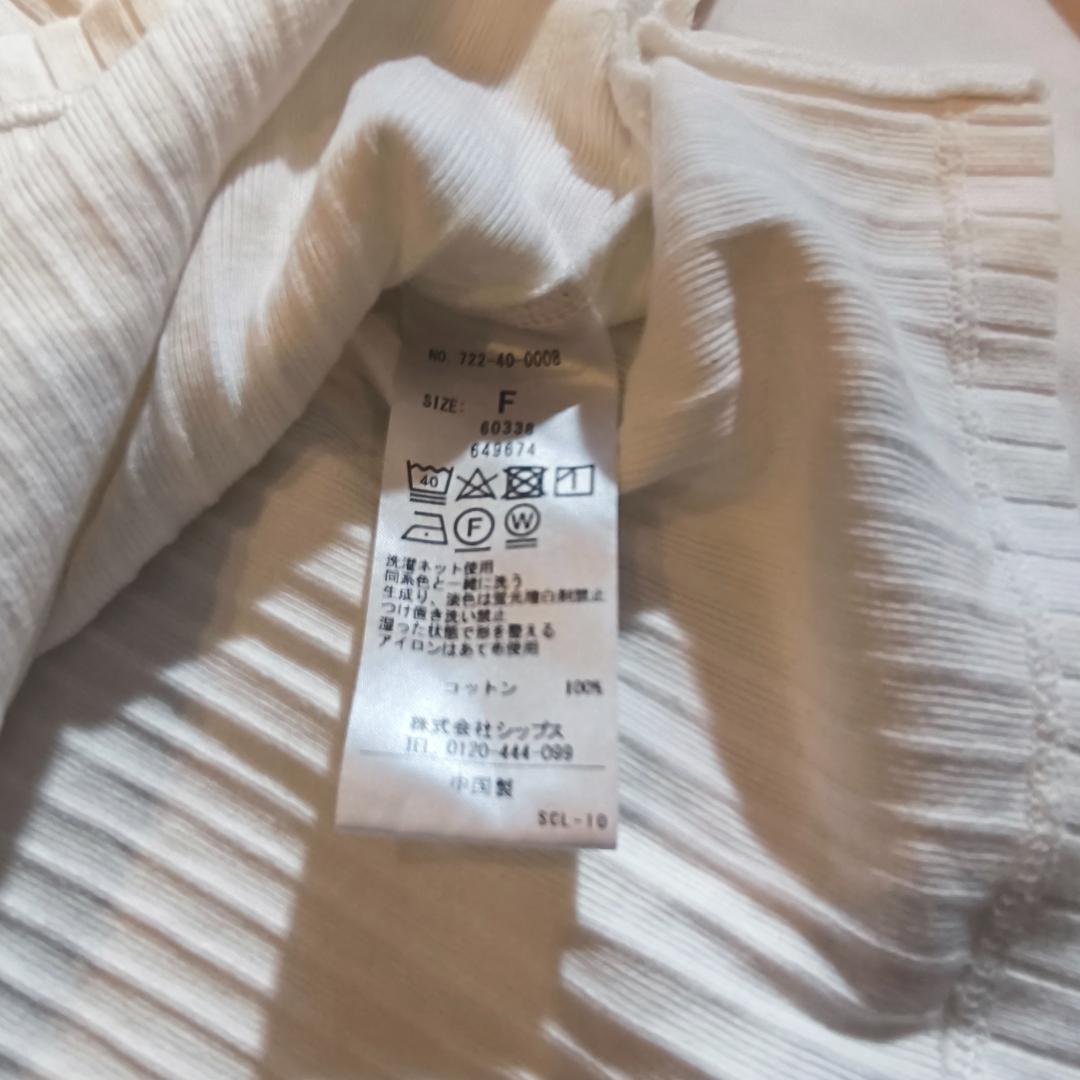 NO. 722-40-0008
SIZE: F
60338
649674
40
F W
洗濯ネット使用
同系色と一緒に洗う
生成り、淡色は蛍光増白剤禁止
つけ置き洗い禁止
湿った状態で形を整える
アイロンはあて布使用
コットン 100%
株式会社シップス
TEL 0120-444-099
中国製
SCL-10